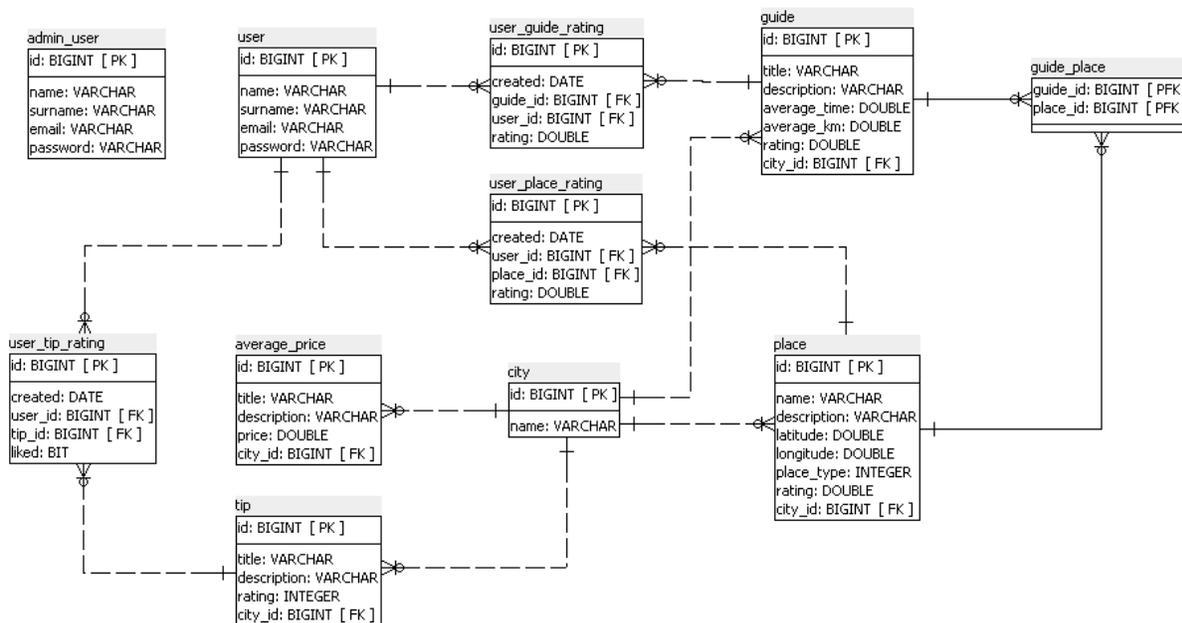 admin_user
id: BIGINT [ PK ]
name: VARCHAR
surname: VARCHAR
email: VARCHAR
password: VARCHAR
user
id: BIGINT [ PK ]
name: VARCHAR
surname: VARCHAR
email: VARCHAR
password: VARCHAR
user_guide_rating
id: BIGINT [ PK ]
created: DATE
guide_id: BIGINT [ FK ]
user_id: BIGINT [ FK ]
rating: DOUBLE
guide
id: BIGINT [ PK ]
title: VARCHAR
description: VARCHAR
average_time: DOUBLE
average_km: DOUBLE
rating: DOUBLE
city_id: BIGINT [ FK ]
guide_place
guide_id: BIGINT [ PFK
place_id: BIGINT [ PFK
user_place_rating
id: BIGINT [ PK ]
created: DATE
user_id: BIGINT [ FK ]
place_id: BIGINT [ FK ]
rating: DOUBLE
user_tip_rating
id: BIGINT [ PK ]
created: DATE
user_id: BIGINT [ FK ]
tip_id: BIGINT [ FK ]
liked: BIT
average_price
id: BIGINT [ PK ]
title: VARCHAR
description: VARCHAR
price: DOUBLE
city_id: BIGINT [ FK ]
city
id: BIGINT [ PK ]
name: VARCHAR
place
id: BIGINT [ PK ]
name: VARCHAR
description: VARCHAR
latitude: DOUBLE
longitude: DOUBLE
place_type: INTEGER
rating: DOUBLE
city_id: BIGINT [ FK ]
tip
id: BIGINT [ PK ]
title: VARCHAR
description: VARCHAR
rating: INTEGER
city_id: BIGINT [ FK ]